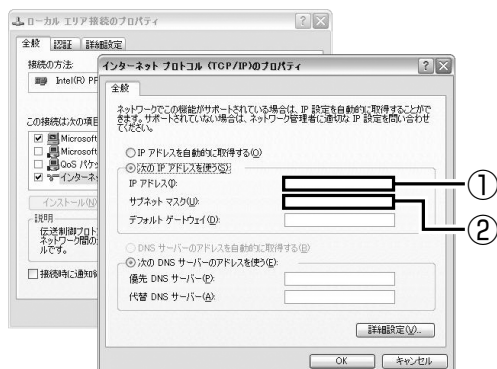 ローカル エリア接続のプロパティ
全般 認証 詳細設定
接続の方法:
Intel(R) PR
この接続は次の項目
Microsoft
Microsoft
QoS パケッ
インターネッ
インストール(N)
説明
伝送制御プロト
ネットワーク間の
ルです。
接続時に通知領
インターネット プロトコル (TCP/IP)のプロパティ
全般
ネットワークでこの機能がサポートされている場合は、IP 設定を自動的に取得することがで
きます。サポートされていない場合は、ネットワーク管理者に適切な IP 設定を問い合わせ
てください。
IP アドレスを自動的に取得する(O)
次の IP アドレスを使う(S):
IP アドレス(I):
①
サブネット マスク(U):
②
デフォルト ゲートウェイ(D):
DNS サーバーのアドレスを自動的に取得する(B)
次の DNS サーバーのアドレスを使う(E):
優先 DNS サーバー(P):
代替 DNS サーバー(A):
詳細設定(V)...
OK キャンセル